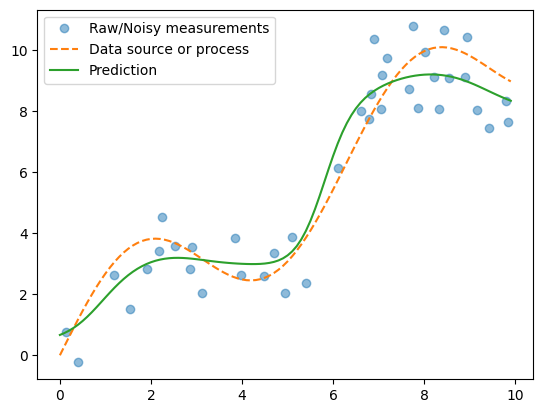 Raw/Noisy measurements
Data source or process
Prediction
10
8
6
4
2
0
0 2 4 6 8 10